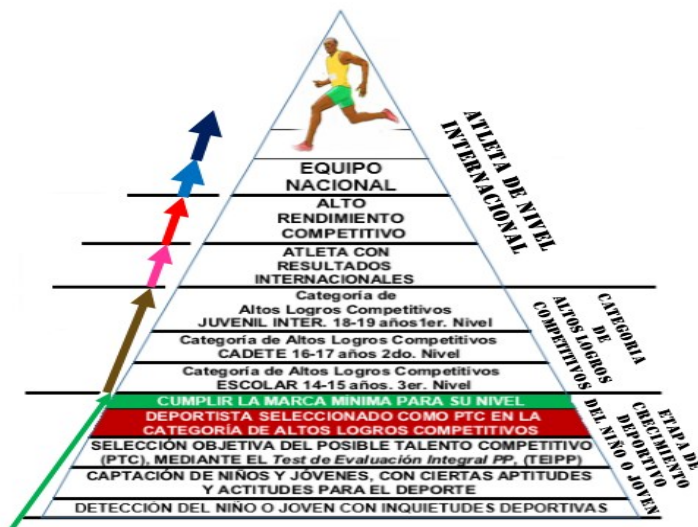 EQUIPO
NACIONAL
ALTO
RENDIMIENTO
COMPETITIVO
ATLETA CON
RESULTADOS
INTERNACIONALES
ATLETA DE NIVEL
INTERNACIONAL
Categoría de
Altos Logros Competitivos
JUVENIL INTER. 18-19 años1er. Nivel
Categoría de Altos Logros Competitivos
CADETE 16-17 años 2do. Nivel
Categoría de Altos Logros Competitivos
ESCOLAR 14-15 años. 3er. Nivel
CATEGORIA
DE
ALTOS LOGROS
COMPETITIVOS
CUMPLIR LA MARCA MÍNIMA PARA SU NIVEL
DEPORTISTA SELECCIONADO COMO PTC EN LA
CATEGORÍA DE ALTOS LOGROS COMPETITIVOS
SELECCIÓN OBJETIVA DEL POSIBLE TALENTO COMPETITIVO
(PTC), MEDIANTE EL Test de Evaluación Integral PP, (TEIPP)
CAPTACIÓN DE NIÑOS Y JÓVENES, CON CIERTAS APTITUDES
Y ACTITUDES PARA EL DEPORTE
DETECCIÓN DEL NIÑO O JOVEN CON INQUIETUDES DEPORTIVAS
ETAPA DE
CRECIMIENTO
DEPORTIVO
DEL NIÑO O JOVEN